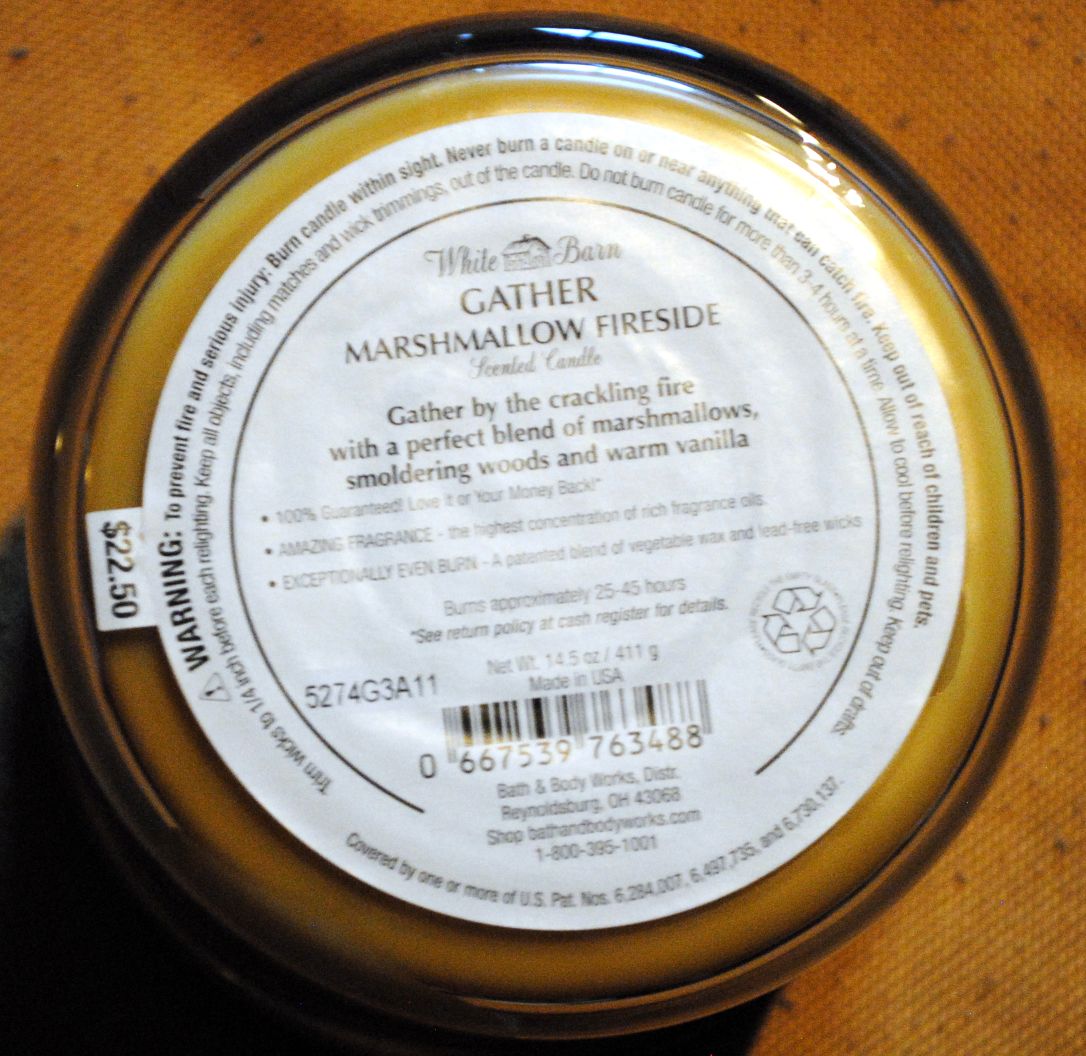 WARNING: To prevent fire and serious injury: Burn candle within sight. Never burn a candle on or near anything that can catch fire. Keep out of reach of children and pets.
Trim wicks to 1/4 inch before each relighting. Keep all objects, including matches and wick trimmings, out of the candle. Do not burn candle for more than 3-4 hours at a time. Allow to cool before relighting. Keep out of drafts.
White Barn
GATHER
MARSHMALLOW FIRESIDE
Scented Candle
Gather by the crackling fire
with a perfect blend of marshmallows,
smoldering woods and warm vanilla
• 100% Guaranteed! Love it or Your Money Back!*
• AMAZING FRAGRANCE - the highest concentration of rich fragrance oils
• EXCEPTIONALLY EVEN BURN - A patented blend of vegetable wax and lead-free wicks
Burns approximately 25-45 hours
*See return policy at cash register for details.
Net Wt. 14.5 oz / 411 g
Made in USA
5274G3A11
0 667539 763488
Bath & Body Works, Distr.
Reynoldsburg, OH 43068
Shop bathandbodyworks.com
1-800-395-1001
Covered by one or more of U.S. Pat. Nos. 6,284,007, 6,497,735, and 6,730,137.
$22.50